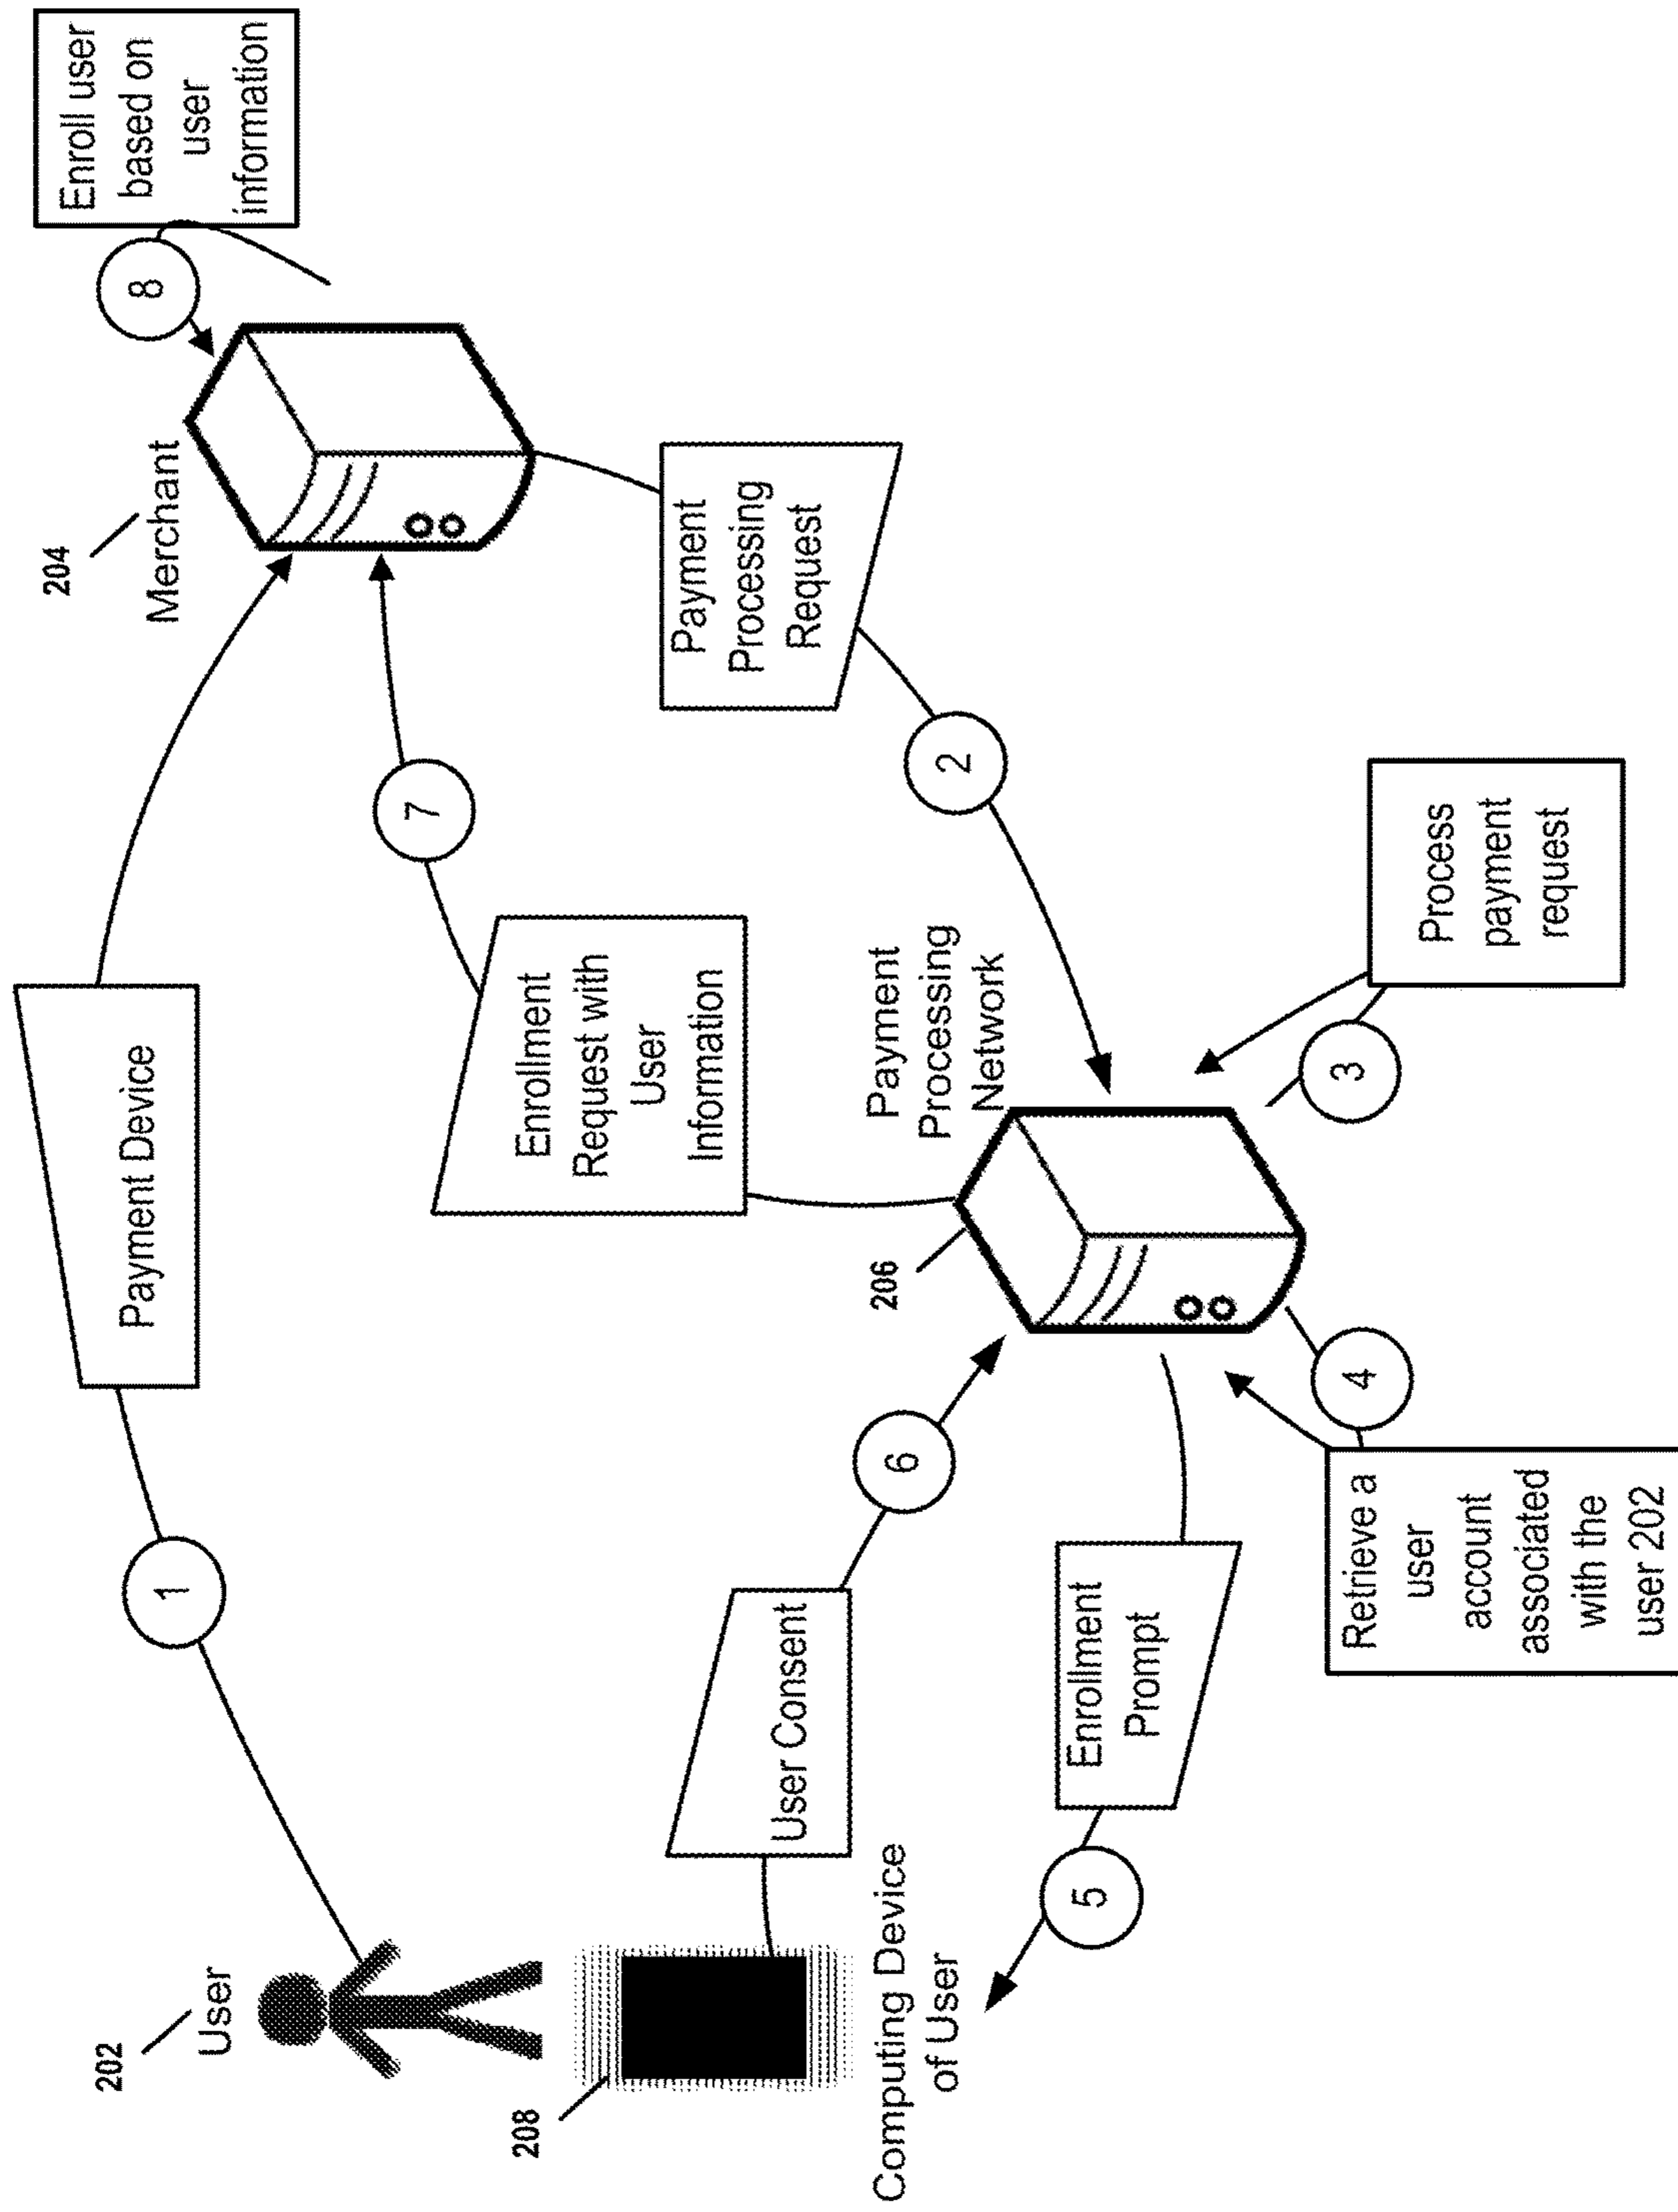 202
User
1
Payment Device
204
Merchant
8
Enroll user
based on
user
information
7
Enrollment
Request with
User
Information
Payment
Processing
Request
2
208
Computing Device
of User
User Consent
6
206
Payment
Processing
Network
Enrollment
Prompt
5
4
Retrieve a
user
account
associated
with the
user 202
3
Process
payment
request